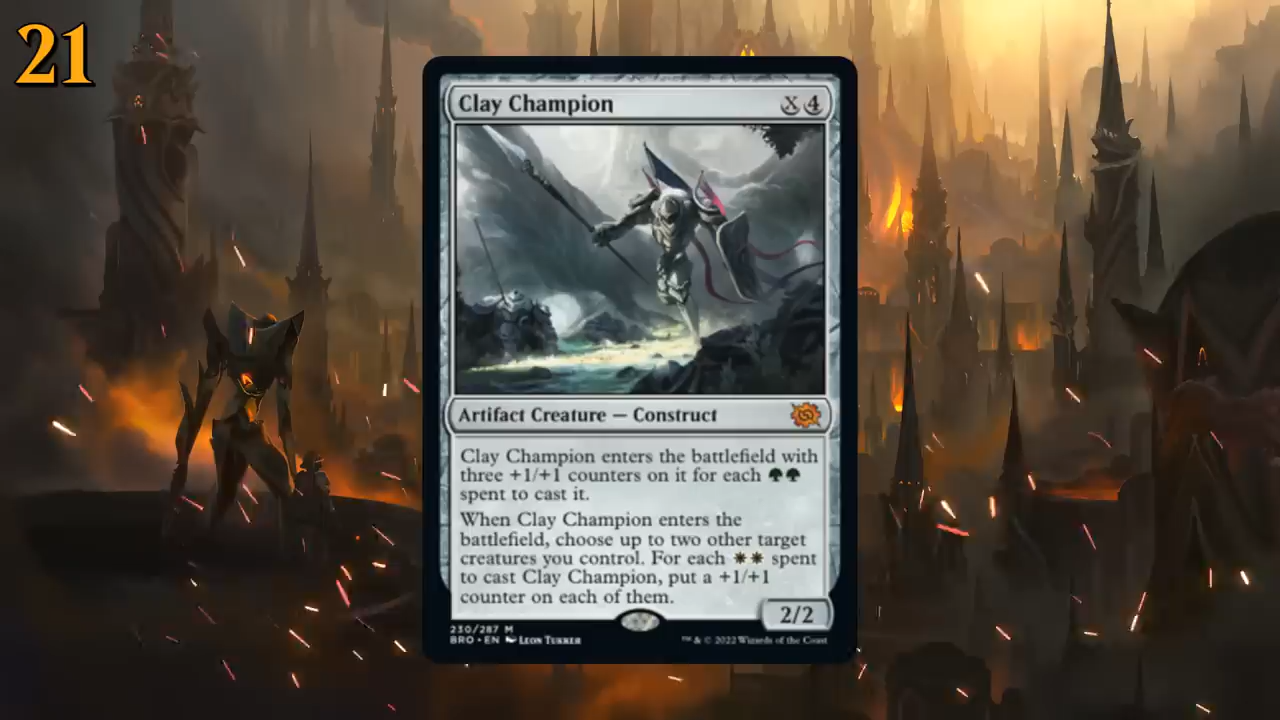 21
Clay Champion X4
Artifact Creature — Construct
Clay Champion enters the battlefield with
three +1/+1 counters on it for each
spent to cast it.
When Clay Champion enters the
battlefield, choose up to two other target
creatures you control. For each spent
to cast Clay Champion, put a +1/+1
counter on each of them.
2/2
230/287 M
BRO • EN Leon Tukker
™ & © 2022 Wizards of the Coast